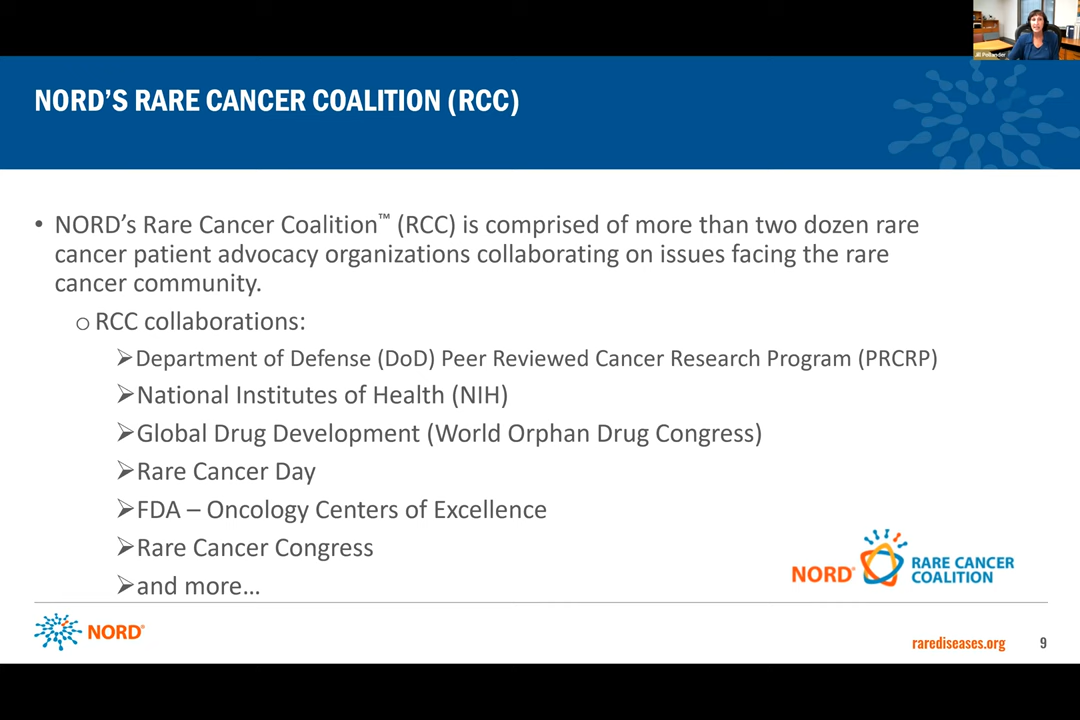 Jill Pollander
NORD'S RARE CANCER COALITION (RCC)
• NORD's Rare Cancer Coalition™ (RCC) is comprised of more than two dozen rare
cancer patient advocacy organizations collaborating on issues facing the rare
cancer community.
o RCC collaborations:
➢Department of Defense (DoD) Peer Reviewed Cancer Research Program (PRCRP)
➢National Institutes of Health (NIH)
➢Global Drug Development (World Orphan Drug Congress)
➢Rare Cancer Day
➢FDA – Oncology Centers of Excellence
➢Rare Cancer Congress
➢and more…
NORD® RARE CANCER
COALITION
NORD®
rarediseases.org 9